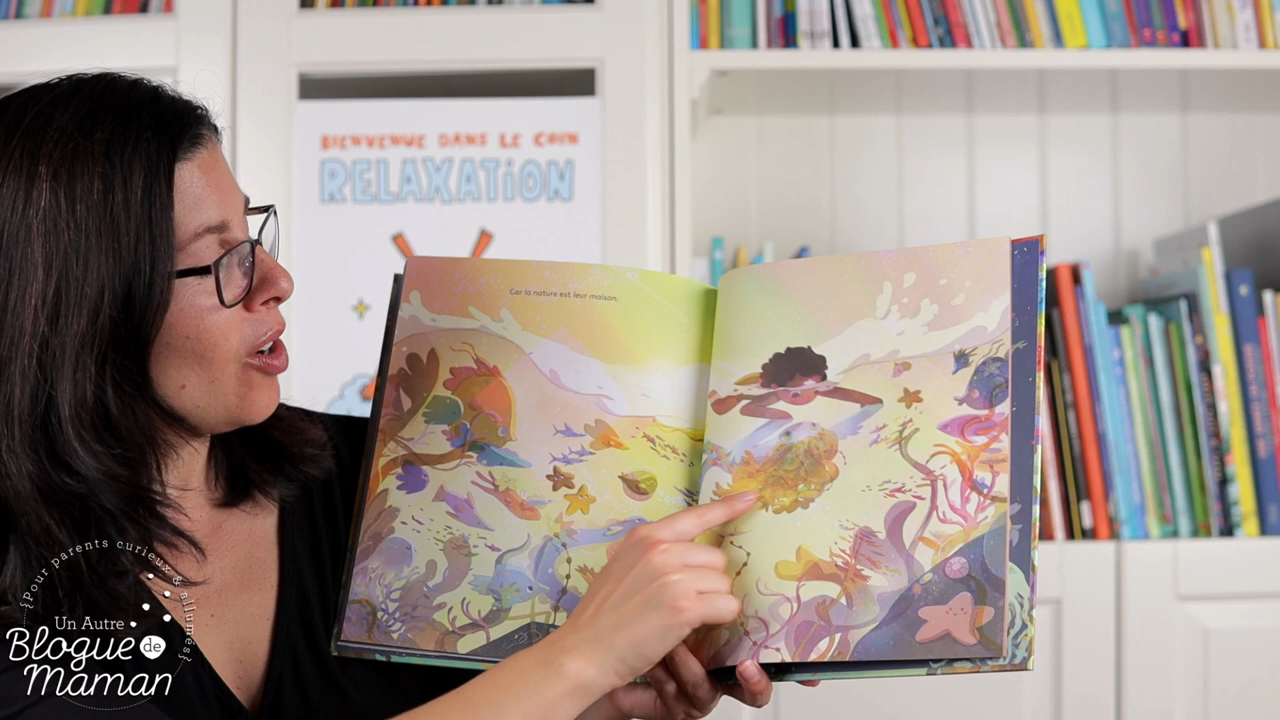 BIENVENUE DANS LE COIN
RELAXATION
Car la nature est leur maison.
{Pour parents curieux & allumés}
Un Autre
Blogue de
Maman